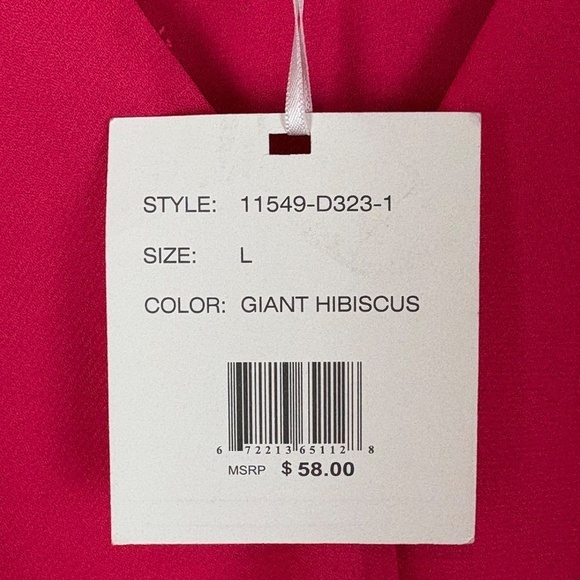 STYLE: 11549-D323-1
SIZE: L
COLOR: GIANT HIBISCUS
6 72213 65112 8
MSRP $ 58.00